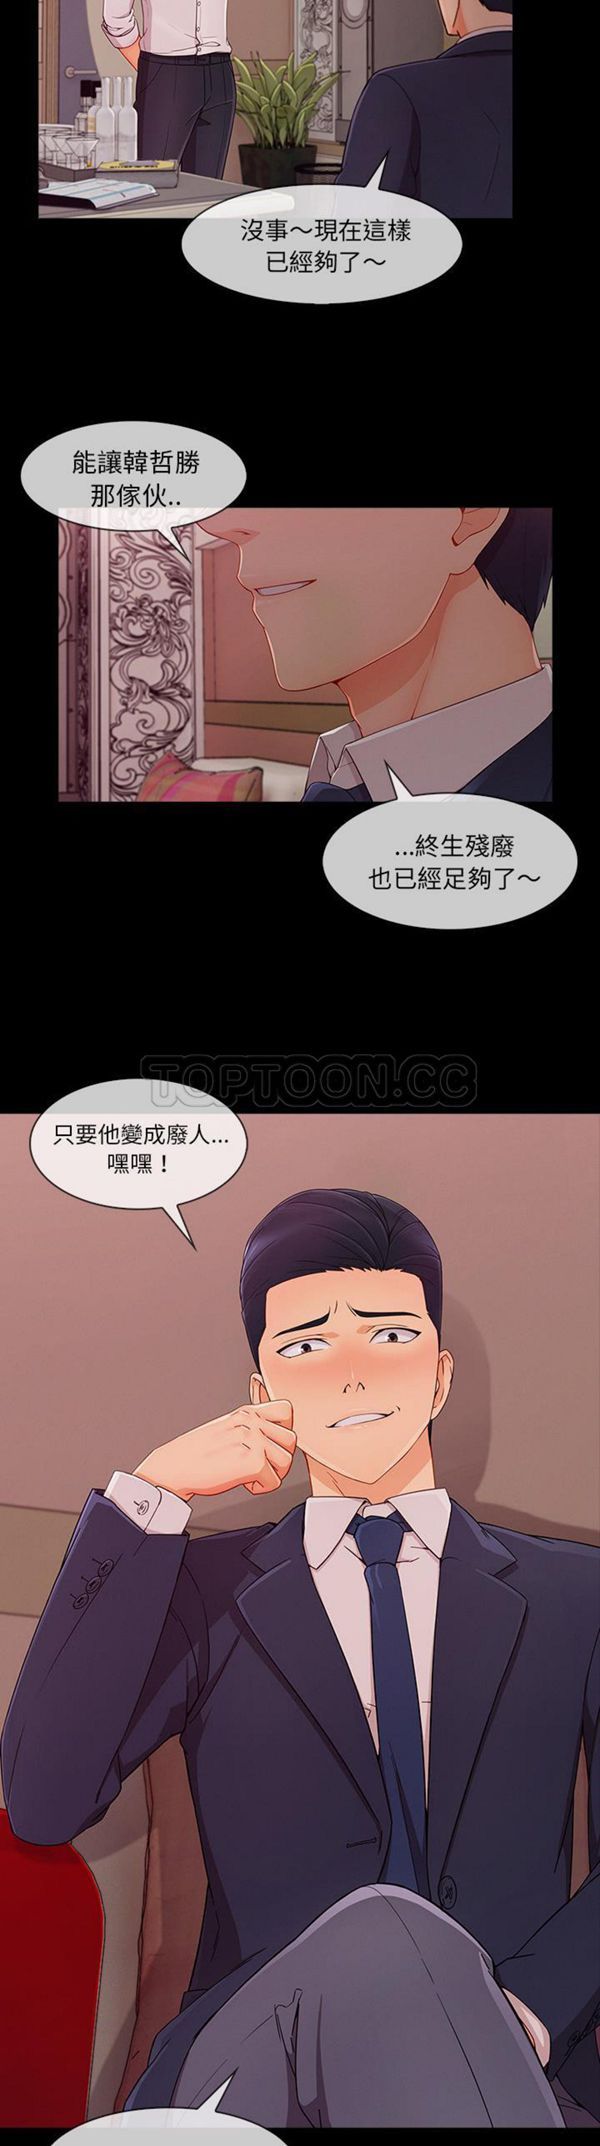 沒事～現在這樣
已經夠了～
能讓韓哲勝
那傢伙..
...終生殘廢
也已經足夠了～
TOPTOON.CC
只要他變成廢人...
嘿嘿！